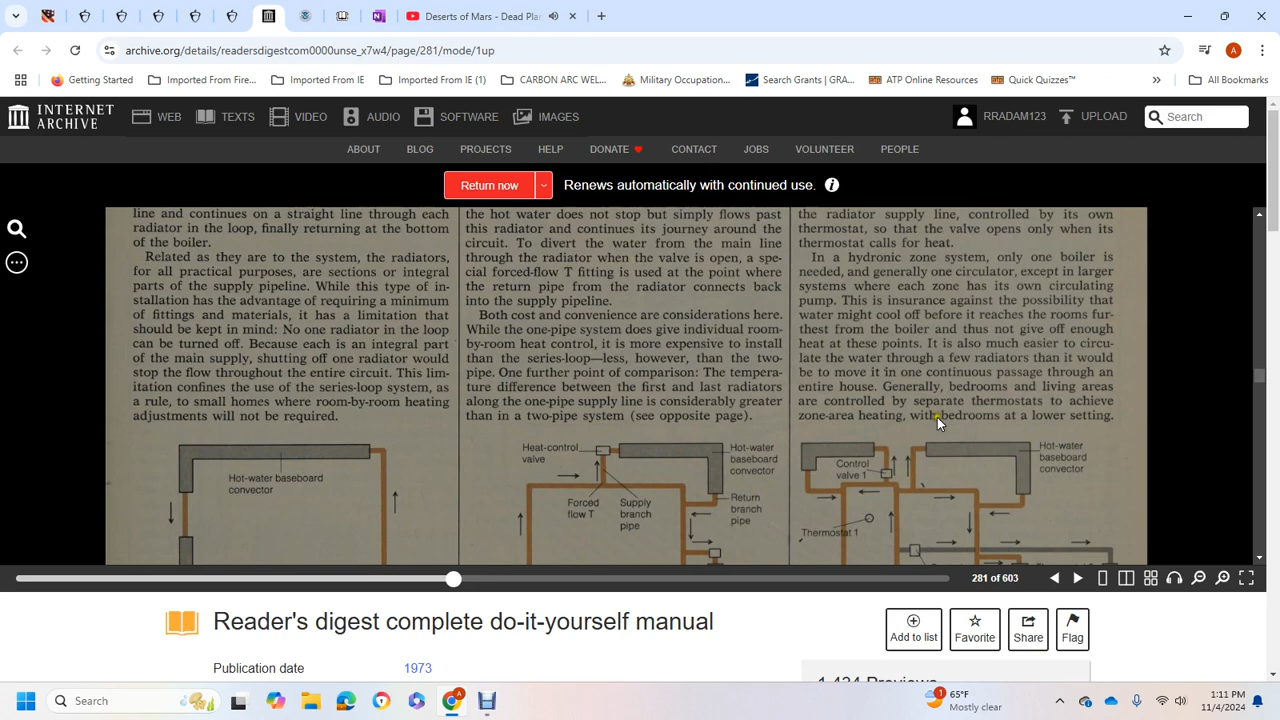 Deserts of Mars - Dead Plar
archive.org/details/readersdigestcom0000unse_x7w4/page/281/mode/1up
A
Getting Started
Imported From Fire...
Imported From IE
Imported From IE (1)
CARBON ARC WEL...
Military Occupation...
Search Grants | GRA...
ATP Online Resources
Quick Quizzes™
»
All Bookmarks
INTERNET
ARCHIVE
WEB
TEXTS
VIDEO
AUDIO
SOFTWARE
IMAGES
RRADAM123
UPLOAD
Search
ABOUT
BLOG
PROJECTS
HELP
DONATE
CONTACT
JOBS
VOLUNTEER
PEOPLE
Return now
Renews automatically with continued use.
line and continues on a straight line through each
radiator in the loop, finally returning at the bottom
of the boiler.
Related as they are to the system, the radiators,
for all practical purposes, are sections or integral
parts of the supply pipeline. While this type of in-
stallation has the advantage of requiring a minimum
of fittings and materials, it has a limitation that
should be kept in mind: No one radiator in the loop
can be turned off. Because each is an integral part
of the main supply, shutting off one radiator would
stop the flow throughout the entire circuit. This lim-
itation confines the use of the series-loop system, as
a rule, to small homes where room-by-room heating
adjustments will not be required.
Hot-water baseboard
convector
the hot water does not stop but simply flows past
this radiator and continues its journey around the
circuit. To divert the water from the main line
through the radiator when the valve is open, a spe-
cial forced-flow T fitting is used at the point where
the return pipe from the radiator connects back
into the supply pipeline.
Both cost and convenience are considerations here.
While the one-pipe system does give individual room-
by-room heat control, it is more expensive to install
than the series-loop—less, however, than the two-
pipe. One further point of comparison: The tempera-
ture difference between the first and last radiators
along the one-pipe supply line is considerably greater
than in a two-pipe system (see opposite page).
Heat-control
valve
Hot-water
baseboard
convector
Forced
flow T
Supply
branch
pipe
Return
branch
pipe
the radiator supply line, controlled by its own
thermostat, so that the valve opens only when its
thermostat calls for heat.
In a hydronic zone system, only one boiler is
needed, and generally one circulator, except in larger
systems where each zone has its own circulating
pump. This is insurance against the possibility that
water might cool off before it reaches the rooms fur-
thest from the boiler and thus not give off enough
heat at these points. It is also much easier to circu-
late the water through a few radiators than it would
be to move it in one continuous passage through an
entire house. Generally, bedrooms and living areas
are controlled by separate thermostats to achieve
zone-area heating, with bedrooms at a lower setting.
Control
valve 1
Hot-water
baseboard
convector
Thermostat 1
281 of 603
Reader's digest complete do-it-yourself manual
Add to list
Favorite
Share
Flag
Publication date
1973
1,434 Previews
Search
1
65°F
Mostly clear
1:11 PM
11/4/2024